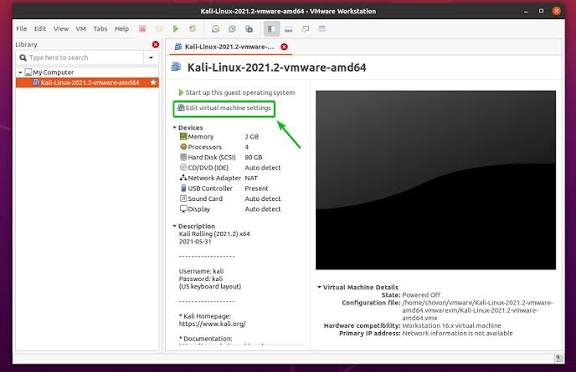 Kali-Linux-2021.2-vmware-amd64 - VMware Workstation
File Edit View VM Tabs Help
Library
Type here to search
My Computer
Kali-Linux-2021.2-vmware-amd64
Kali-Linux-2021.2-vmware-...
Kali-Linux-2021.2-vmware-amd64
Start up this guest operating system
Edit virtual machine settings
Devices
Memory 2 GB
Processors 4
Hard Disk (SCSI) 80 GB
CD/DVD (IDE) Auto detect
Network Adapter NAT
USB Controller Present
Sound Card Auto detect
Display Auto detect
Description
Kali Rolling (2021.2) x64
2021-05-31
- - - - - - - - - - - - - - - - -
Username: kali
Password: kali
(US keyboard layout)
- - - - - - - - - - - - - - - - -
* Kali Homepage:
https://www.kali.org/
* Documentation:
Virtual Machine Details
State: Powered Off
Configuration file: /home/shovon/vmware/Kali-Linux-2021.2-vmware-
amd64.vmwarevm/Kali-Linux-2021.2-vmware-
amd64.vmx
Hardware compatibility: Workstation 16.x virtual machine
Primary IP address: Network information is not available